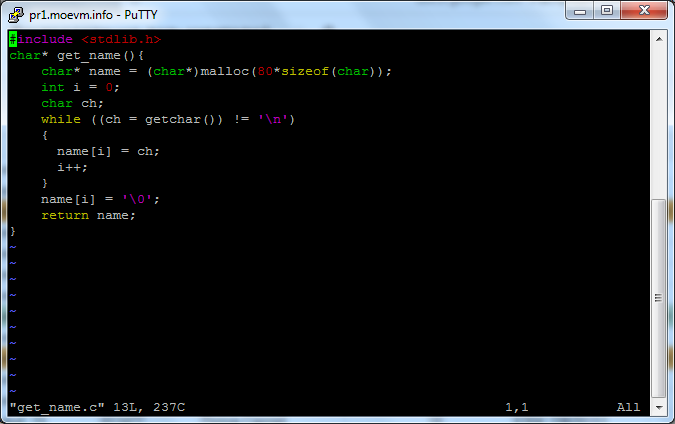 pr1.moevm.info - PuTTY
#include <stdlib.h>
char* get_name(){
    char* name = (char*)malloc(80*sizeof(char));
    int i = 0;
    char ch;
    while ((ch = getchar()) != '\n')
    {
      name[i] = ch;
      i++;
    }
    name[i] = '\0';
    return name;
}
~
~
~
~
~
~
~
~
~
~
"get_name.c" 13L, 237C 1,1 All